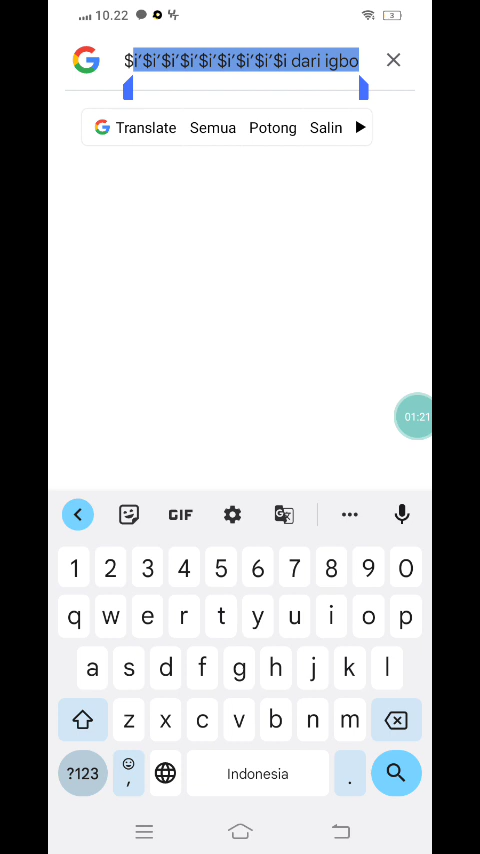 10.22
3
$i'$i'$i'$i'$i'$i'$i'$i'$i dari igbo
Translate Semua Potong Salin
01:21
GIF
1 2 3 4 5 6 7 8 9 0
q w e r t y u i o p
a s d f g h j k l
z x c v b n m
?123 , Indonesia .